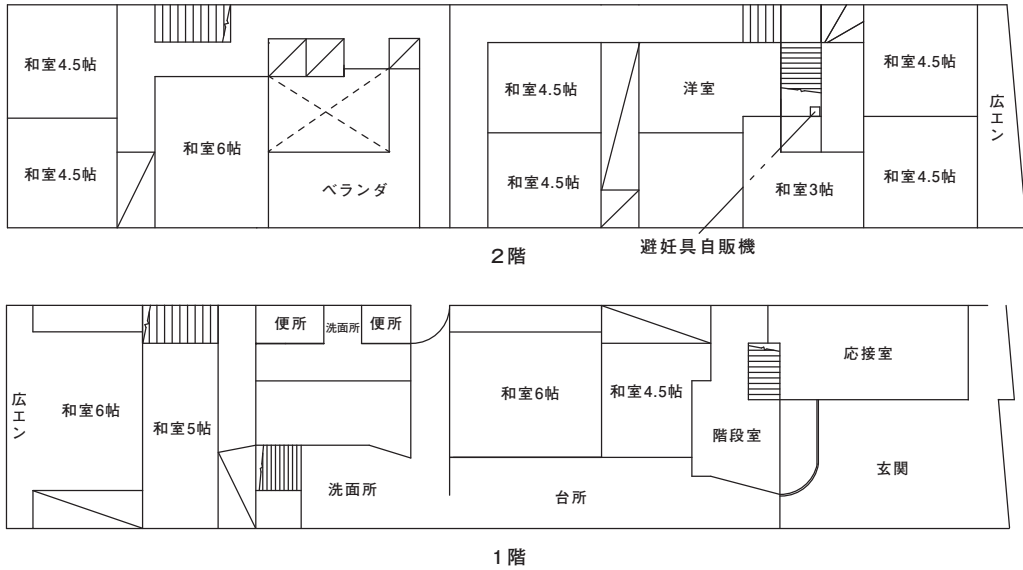 和室4.5帖
和室4.5帖
和室6帖
ベランダ
和室4.5帖
和室4.5帖
洋室
和室3帖
和室4.5帖
和室4.5帖
広エン
避妊具自販機
2階
広エン
和室6帖
和室5帖
便所
洗面所
便所
洗面所
和室6帖
和室4.5帖
台所
階段室
応接室
玄関
1階